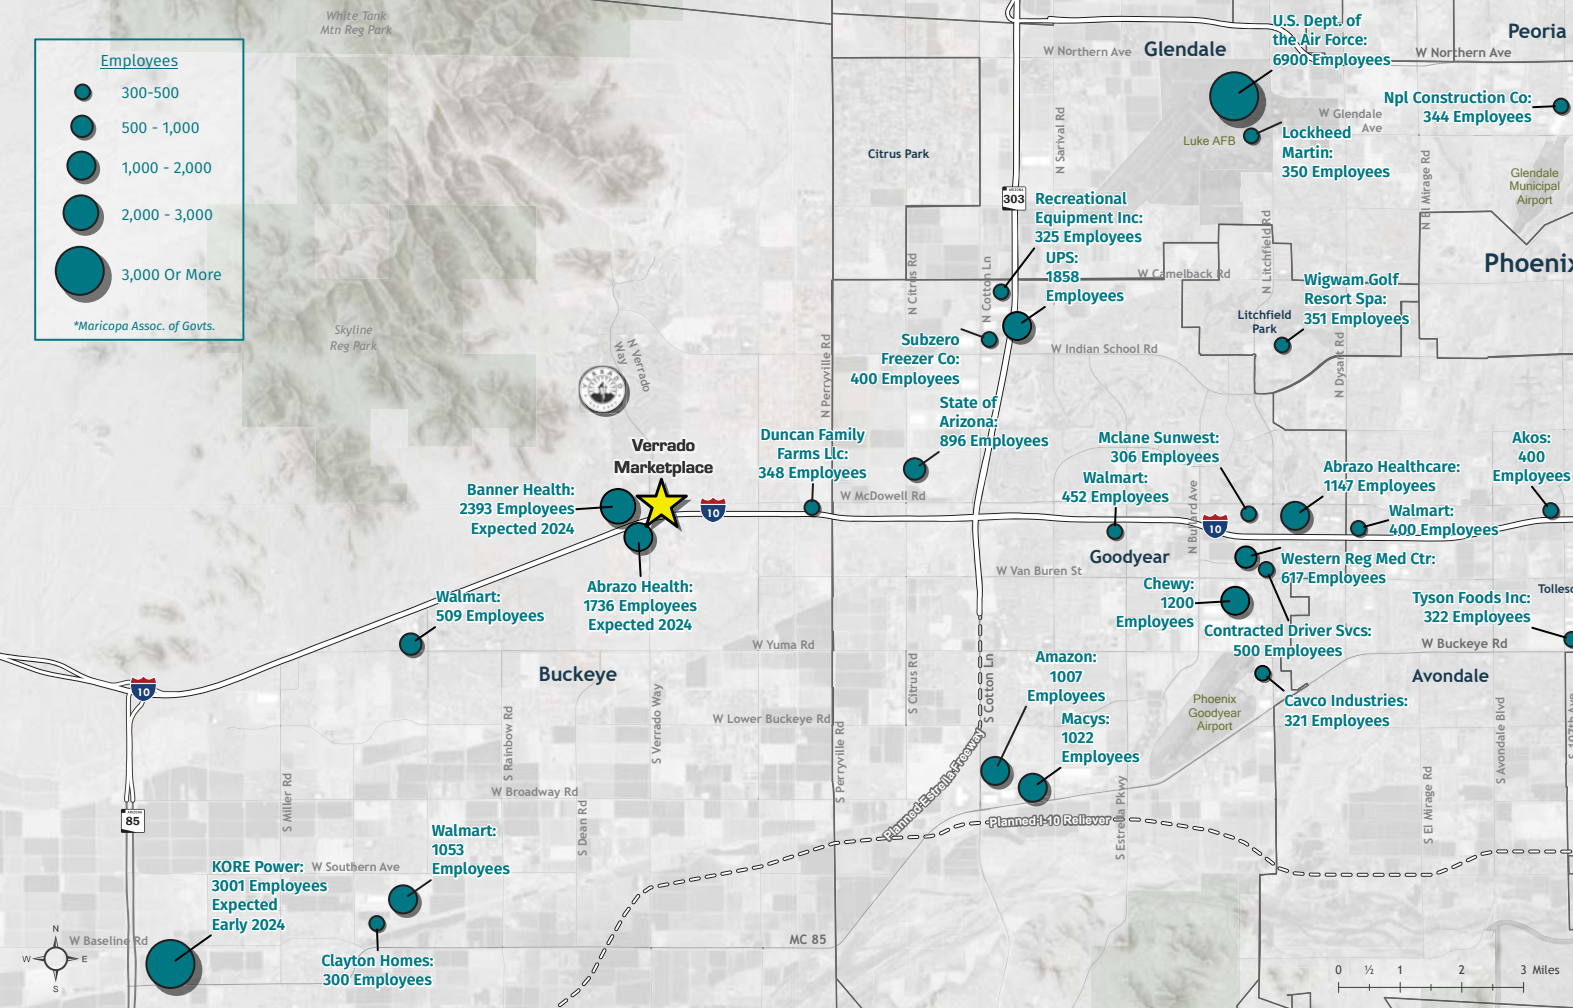 White Tank
Mtn Reg Park
Employees
300-500
500 - 1,000
1,000 - 2,000
2,000 - 3,000
3,000 Or More
*Maricopa Assoc. of Govts.
Skyline
Reg Park
N Verrado
Way
Citrus Park
W Northern Ave
Glendale
U.S. Dept. of
the Air Force:
6900 Employees
Peoria
W Northern Ave
Npl Construction Co:
344 Employees
W Glendale
Ave
Luke AFB
Lockheed
Martin:
350 Employees
Glendale
Municipal
Airport
N Sarival Rd
N El Mirage Rd
ARIZONA
303
Recreational
Equipment Inc:
325 Employees
UPS:
1858
Employees
N Citrus Rd
N Cotton Ln
W Camelback Rd
N Litchfield Rd
Phoenix
Wigwam Golf
Resort Spa:
351 Employees
Litchfield
Park
N Dysart Rd
W Indian School Rd
Subzero
Freezer Co:
400 Employees
N Perryville Rd
State of
Arizona:
896 Employees
Duncan Family
Farms Llc:
348 Employees
W McDowell Rd
Verrado
Marketplace
Banner Health:
2393 Employees
Expected 2024
10
Abrazo Health:
1736 Employees
Expected 2024
Mclane Sunwest:
306 Employees
Walmart:
452 Employees
N Bullard Ave
Abrazo Healthcare:
1147 Employees
Akos:
400
Employees
10
Walmart:
400 Employees
Goodyear
W Van Buren St
Western Reg Med Ctr:
617 Employees
Chewy:
1200
Employees
Contracted Driver Svcs:
500 Employees
Tolleso
Tyson Foods Inc:
322 Employees
W Buckeye Rd
Avondale
Cavco Industries:
321 Employees
Phoenix
Goodyear
Airport
Walmart:
509 Employees
W Yuma Rd
Buckeye
10
S Citrus Rd
S Cotton Ln
Amazon:
1007
Employees
Macys:
1022
Employees
W Lower Buckeye Rd
S Verrado Way
S Rainbow Rd
S Perryville Rd
S Avondale Blvd
S 107th Ave
S Miller Rd
W Broadway Rd
S Dean Rd
Planned Estrella Freeway
Planned I-10 Reliever
S Estrella Pkwy
S El Mirage Rd
ARIZONA
85
Walmart:
1053
Employees
W Southern Ave
KORE Power:
3001 Employees
Expected
Early 2024
W Baseline Rd
MC 85
Clayton Homes:
300 Employees
N
W
E
S
0 ½ 1 2 3 Miles